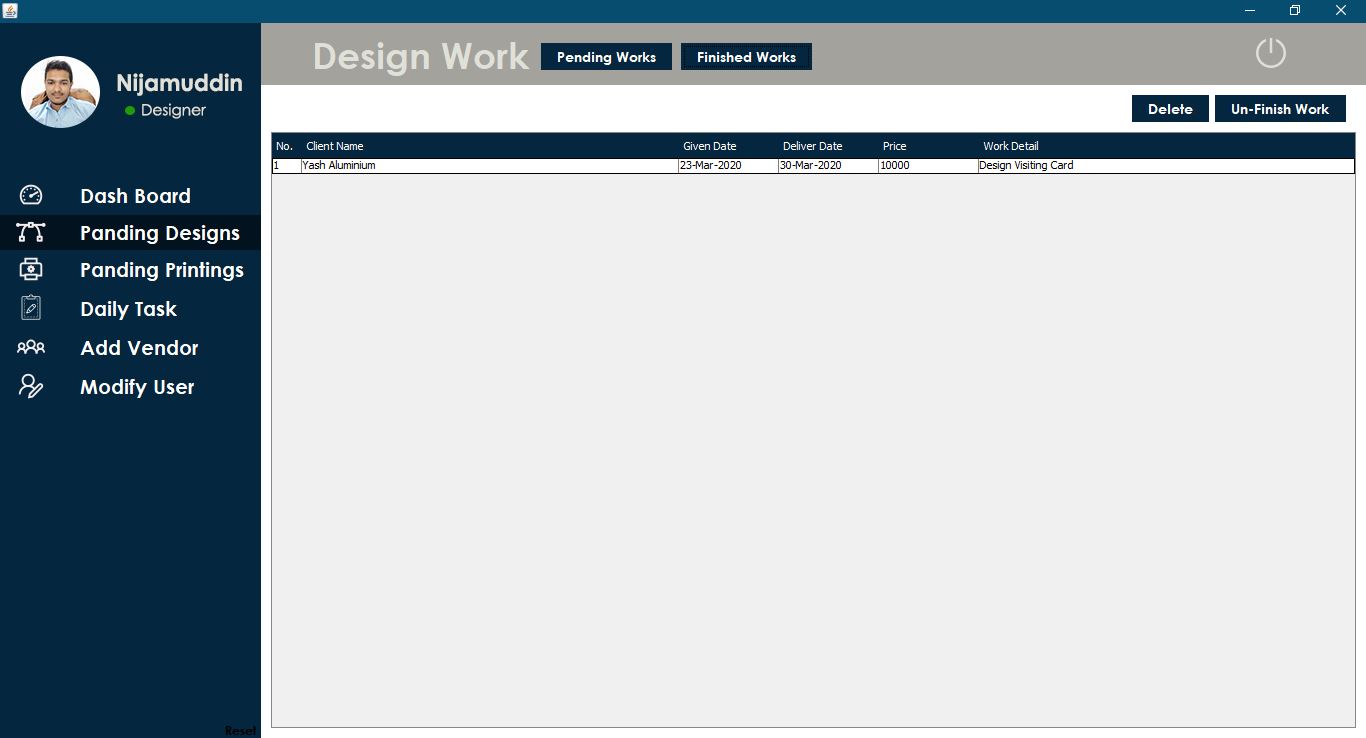 Nijamuddin
Designer
Dash Board
Panding Designs
Panding Printings
Daily Task
Add Vendor
Modify User
Reset
Design Work Pending Works Finished Works
Delete Un-Finish Work
No. Client Name Given Date Deliver Date Price Work Detail
1 Yash Aluminium 23-Mar-2020 30-Mar-2020 10000 Design Visiting Card